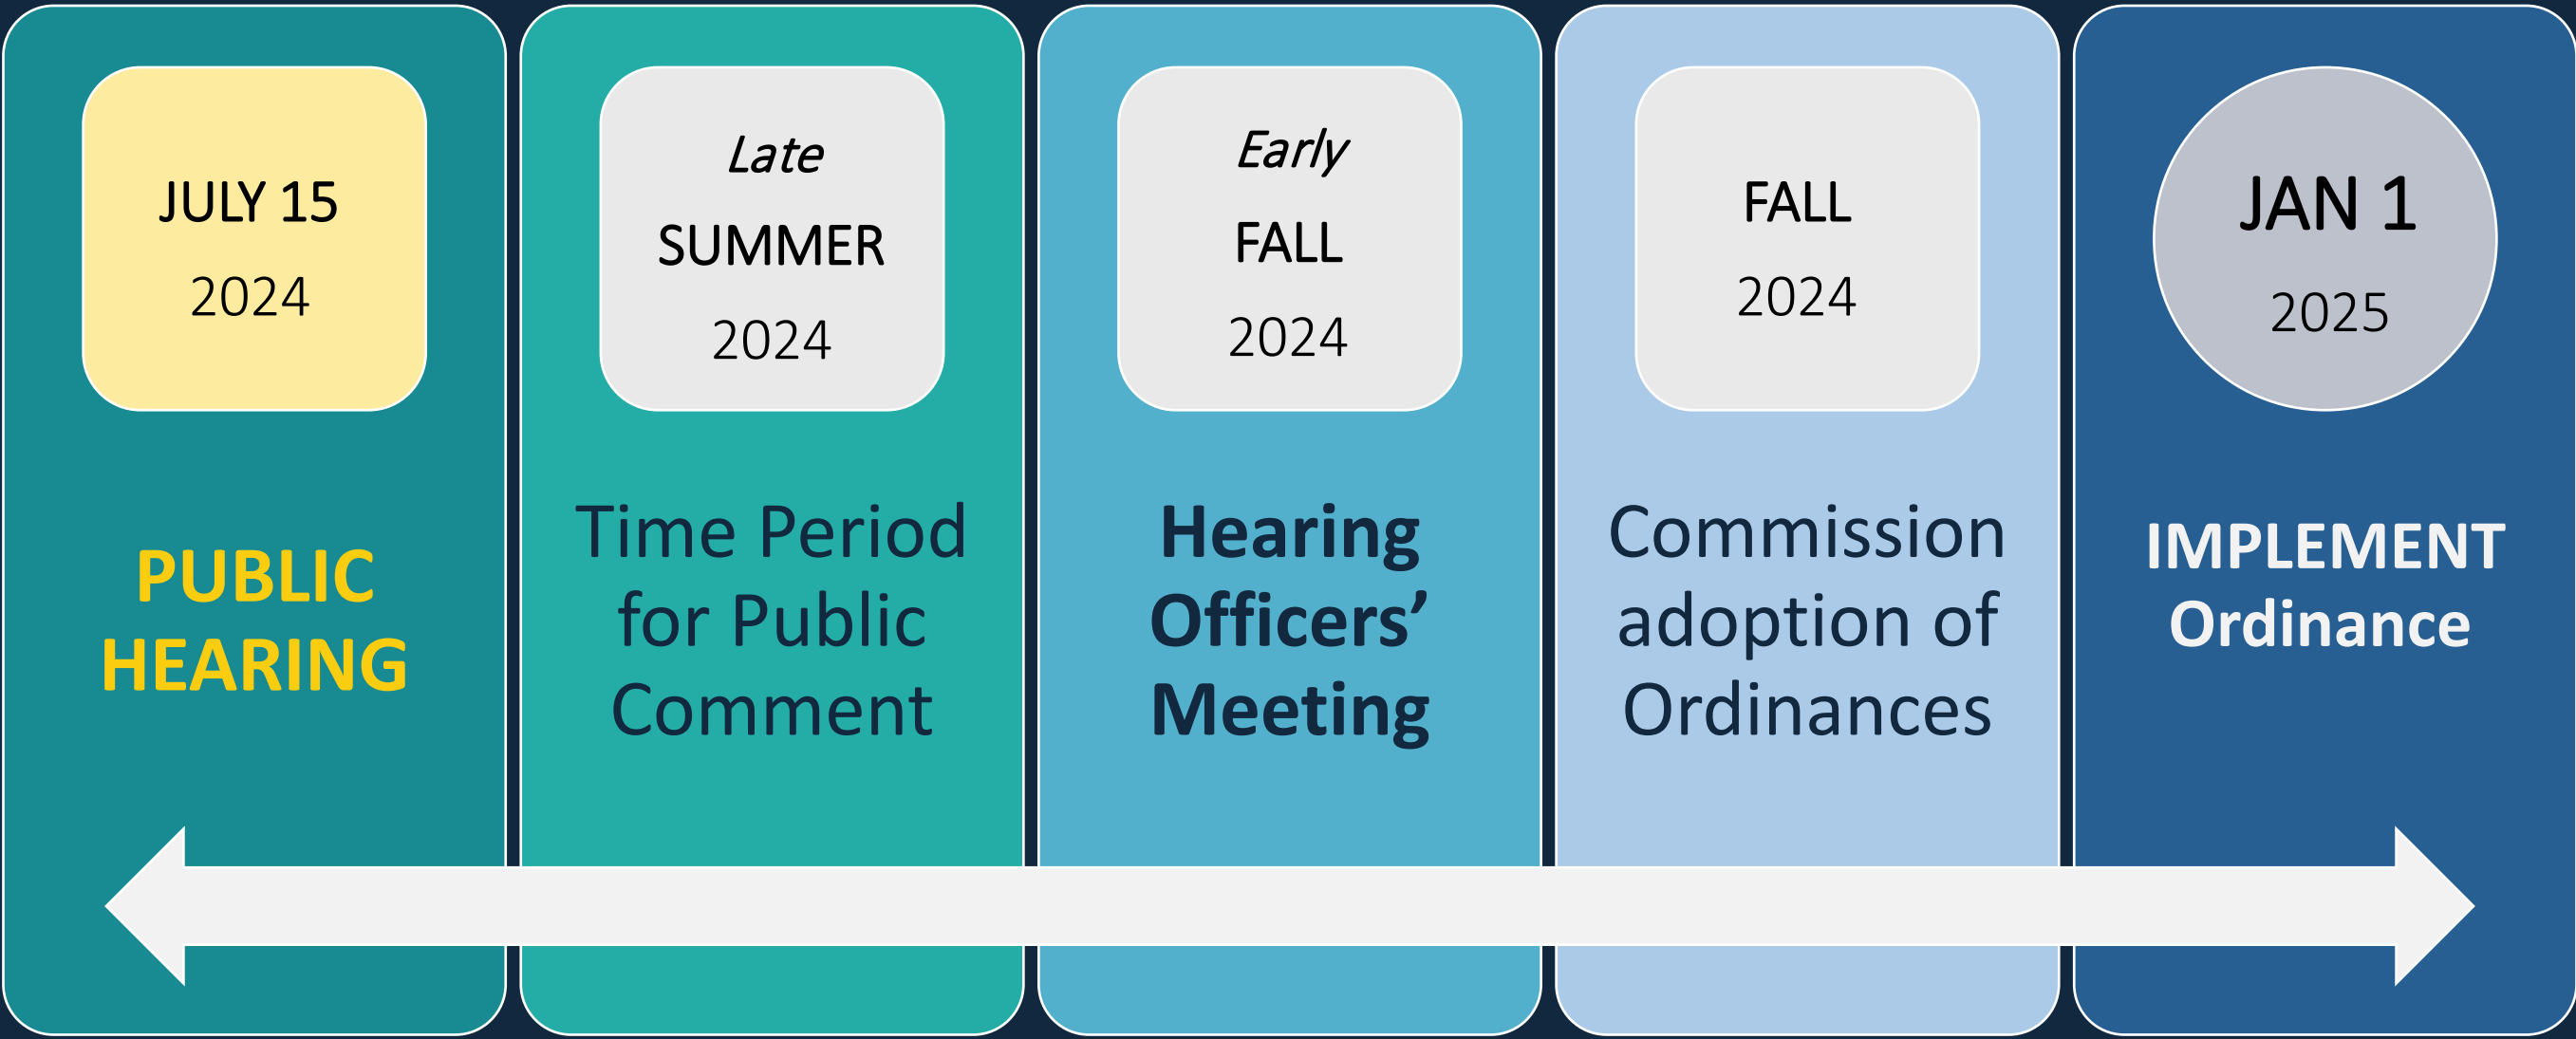 JULY 15
2024
PUBLIC
HEARING
Late
SUMMER
2024
Time Period
for Public
Comment
Early
FALL
2024
Hearing
Officers’
Meeting
FALL
2024
Commission
adoption of
Ordinances
JAN 1
2025
IMPLEMENT
Ordinance